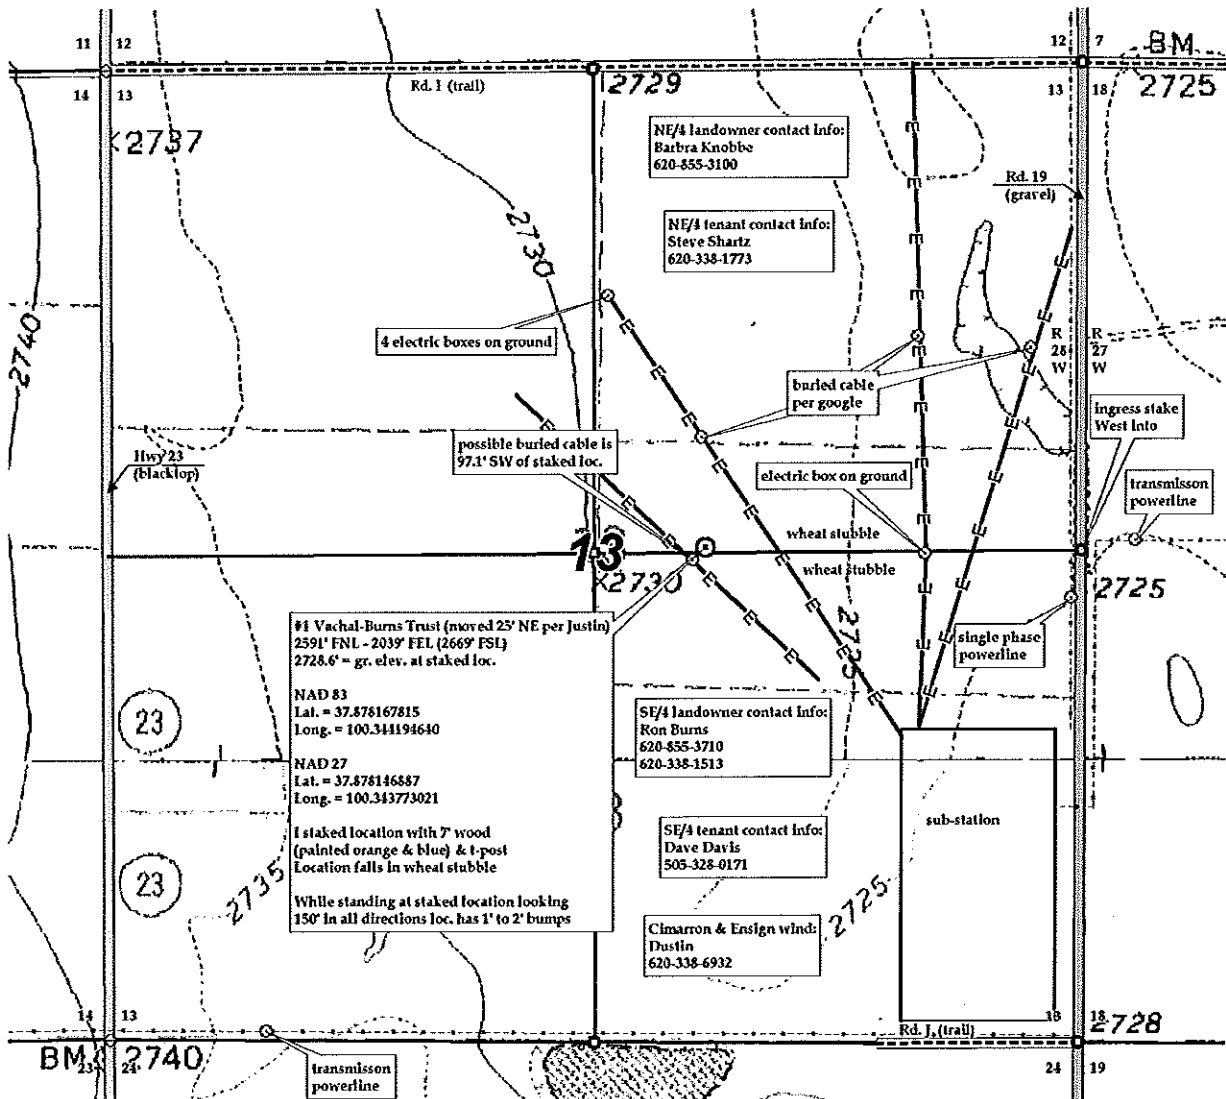 11 12
12 7
BM
Rd. I (trail)
2729
14 13
13 18
2725
2737
NE/4 landowner contact info:
Barbra Knobbe
620-855-3100
Rd. 19
(gravel)
NE/4 tenant contact info:
Steve Shartz
620-338-1773
2730
2740
4 electric boxes on ground
R R
28 27
W W
buried cable
per google
ingress stake
West into
possible buried cable is
97.1' SW of staked loc.
Hwy 23
(blacktop)
electric box on ground
transmisson
powerline
wheat stubble
13
wheat stubble
2730
2725
#1 Vachal-Burns Trust (moved 25' NE per Justin)
2591' FNL - 2039' FEL (2669' FSL)
2728.6' = gr. elev. at staked loc.
NAD 83
Lat. = 37.878167815
Long. = 100.344194640
NAD 27
Lat. = 37.878146887
Long. = 100.343773021
I staked location with 7' wood
(painted orange & blue) & t-post
Location falls in wheat stubble
While standing at staked location looking
150' in all directions loc. has 1' to 2' bumps
2725
single phase
powerline
23
SE/4 landowner contact info:
Ron Burns
620-855-3710
620-338-1513
sub-station
SE/4 tenant contact info:
Dave Davis
505-328-0171
23
2735
2725
Cimarron & Ensign wind:
Dustin
620-338-6932
14 13
Rd. J, (trail)
13 18
2728
BM 2740
23 24
24 19
transmisson
powerline
E E E E E E E E E E E E E E E E E E E E E E E E E E E E E E